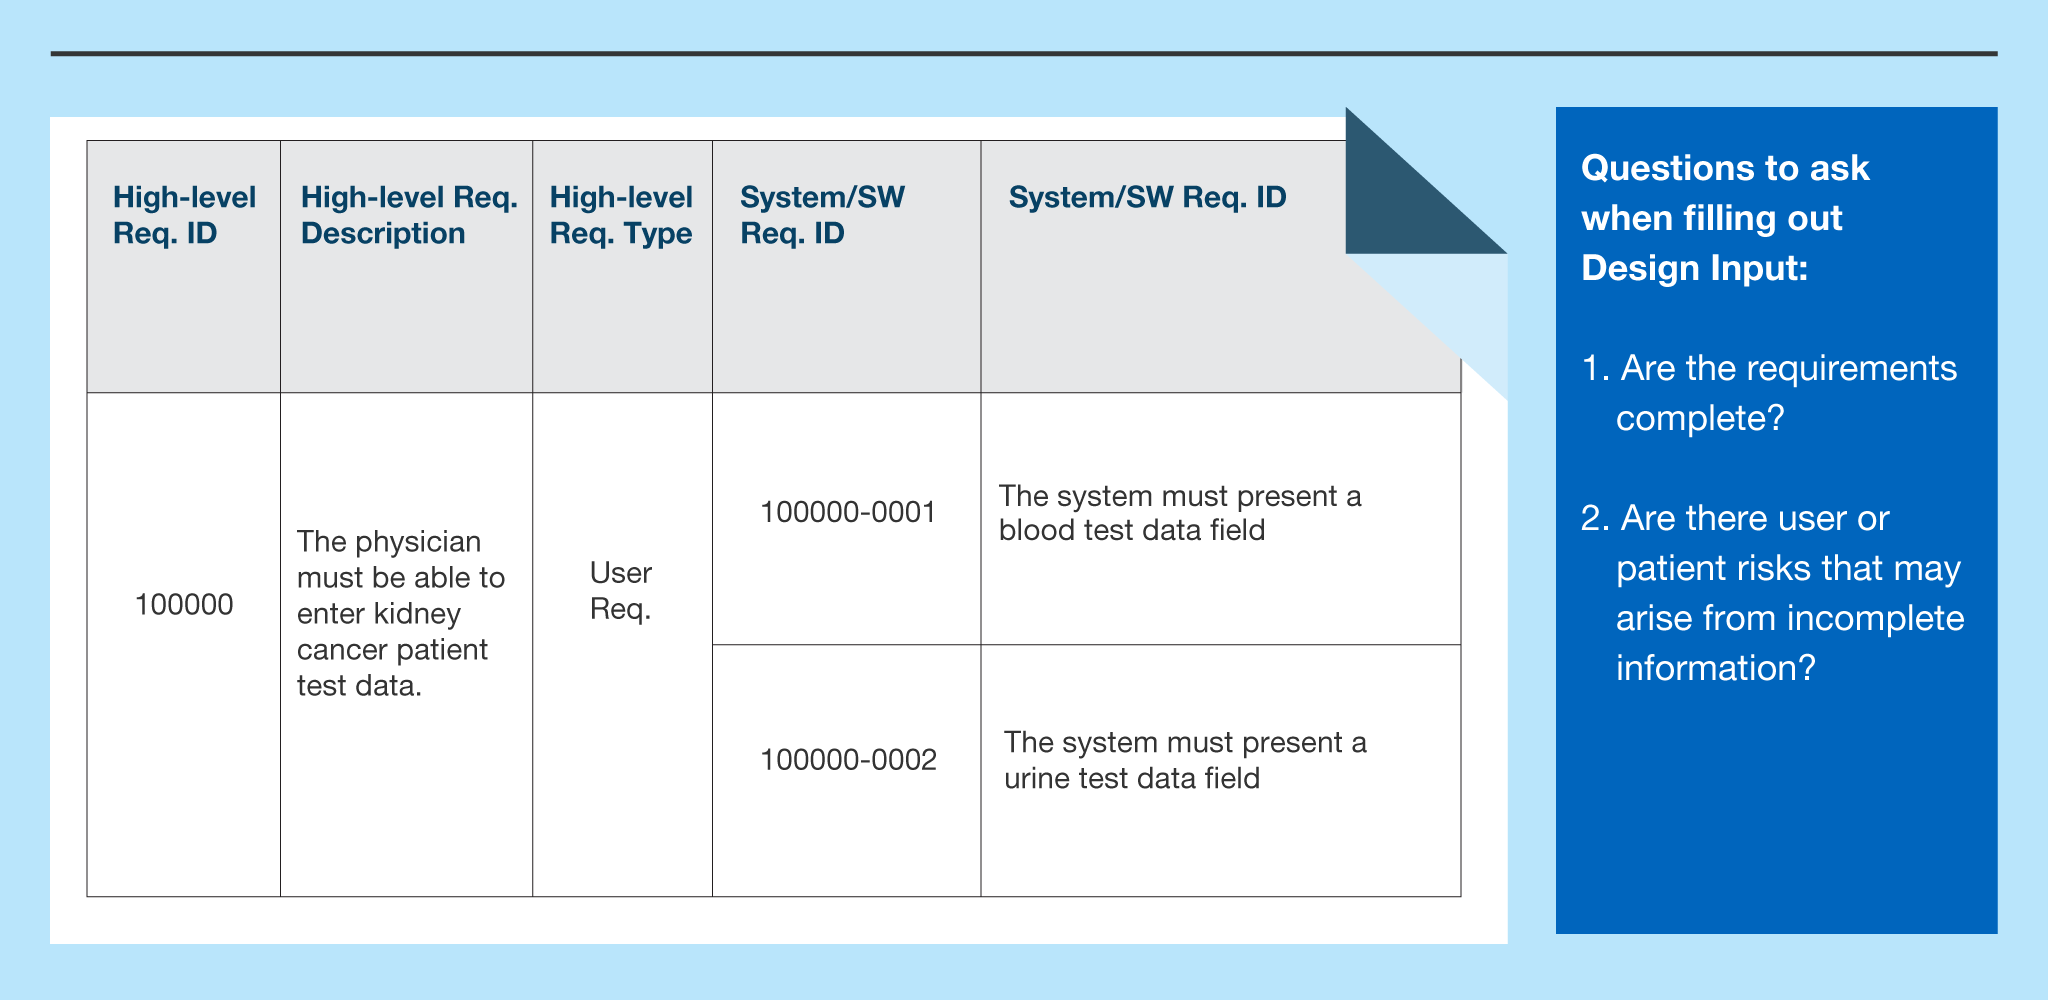 High-level
Req. ID
High-level Req.
Description
High-level
Req. Type
System/SW
Req. ID
System/SW Req. ID
100000
The physician
must be able to
enter kidney
cancer patient
test data.
User
Req.
100000-0001
The system must present a
blood test data field
100000-0002
The system must present a
urine test data field
Questions to ask
when filling out
Design Input:
1. Are the requirements
complete?
2. Are there user or
patient risks that may
arise from incomplete
information?